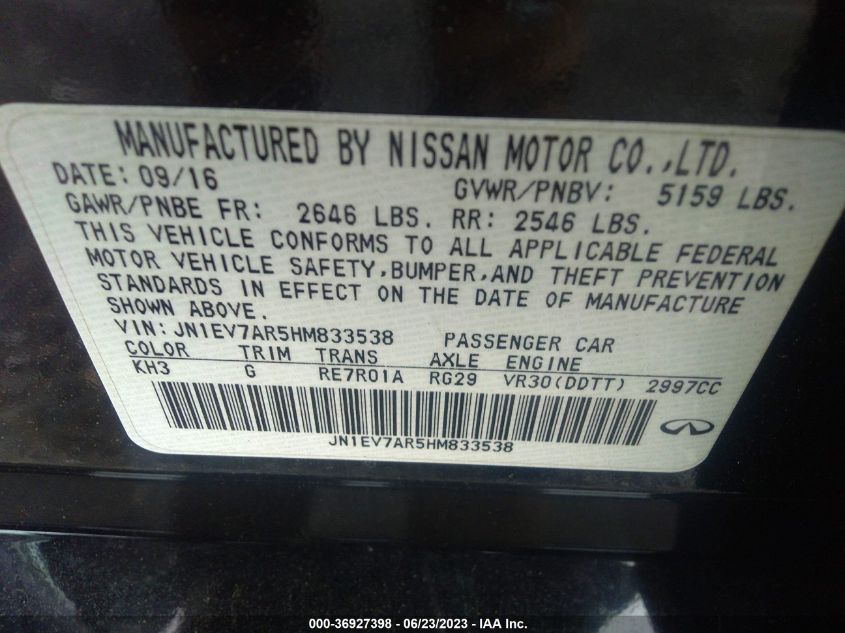 MANUFACTURED BY NISSAN MOTOR CO.,LTD.
DATE: 09/16 GVWR/PNBV: 5159 LBS.
GAWR/PNBE FR: 2646 LBS. RR: 2546 LBS.
THIS VEHICLE CONFORMS TO ALL APPLICABLE FEDERAL
MOTOR VEHICLE SAFETY,BUMPER,AND THEFT PREVENTION
STANDARDS IN EFFECT ON THE DATE OF MANUFACTURE
SHOWN ABOVE.
VIN: JN1EV7AR5HM833538 PASSENGER CAR
COLOR TRIM TRANS AXLE ENGINE
KH3 G RE7R01A RG29 VR30(DDTT) 2997CC
JN1EV7AR5HM833538
000-36927398 - 06/23/2023 - IAA Inc.